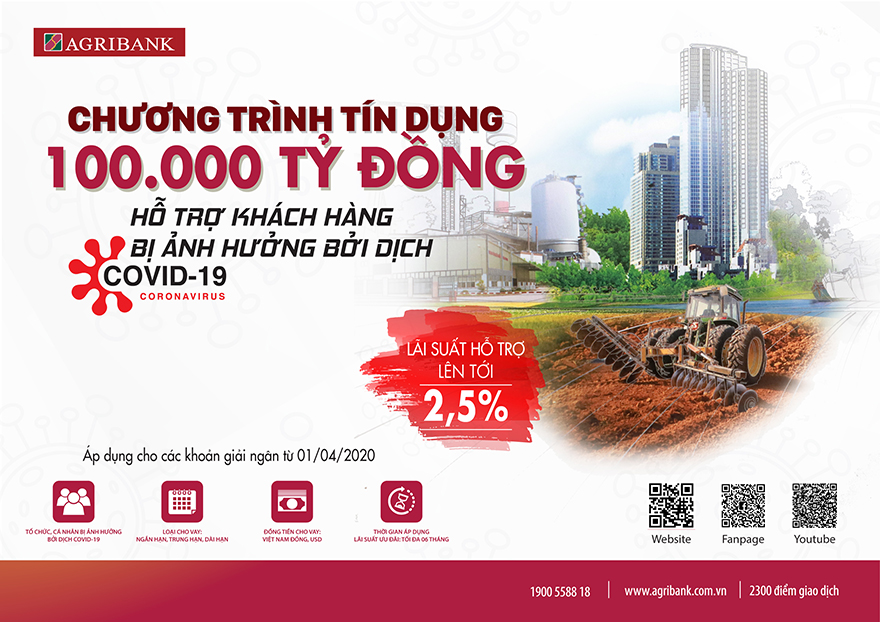 AGRIBANK
CHƯƠNG TRÌNH TÍN DỤNG
100.000 TỶ ĐỒNG
HỖ TRỢ KHÁCH HÀNG
BỊ ẢNH HƯỞNG BỞI DỊCH
COVID-19
CORONAVIRUS
LÃI SUẤT HỖ TRỢ
LÊN TỚI
2,5%
Áp dụng cho các khoản giải ngân từ 01/04/2020
TỔ CHỨC, CÁ NHÂN BỊ ẢNH HƯỞNG
BỞI DỊCH COVID-19
LOẠI CHO VAY:
NGẮN HẠN, TRUNG HẠN, DÀI HẠN
ĐỒNG TIỀN CHO VAY:
VIỆT NAM ĐỒNG, USD
THỜI GIAN ÁP DỤNG
LÃI SUẤT ƯU ĐÃI: TỐI ĐA 06 THÁNG
Website
Fanpage
Youtube
1900 5588 18
www.agribank.com.vn
2300 điểm giao dịch